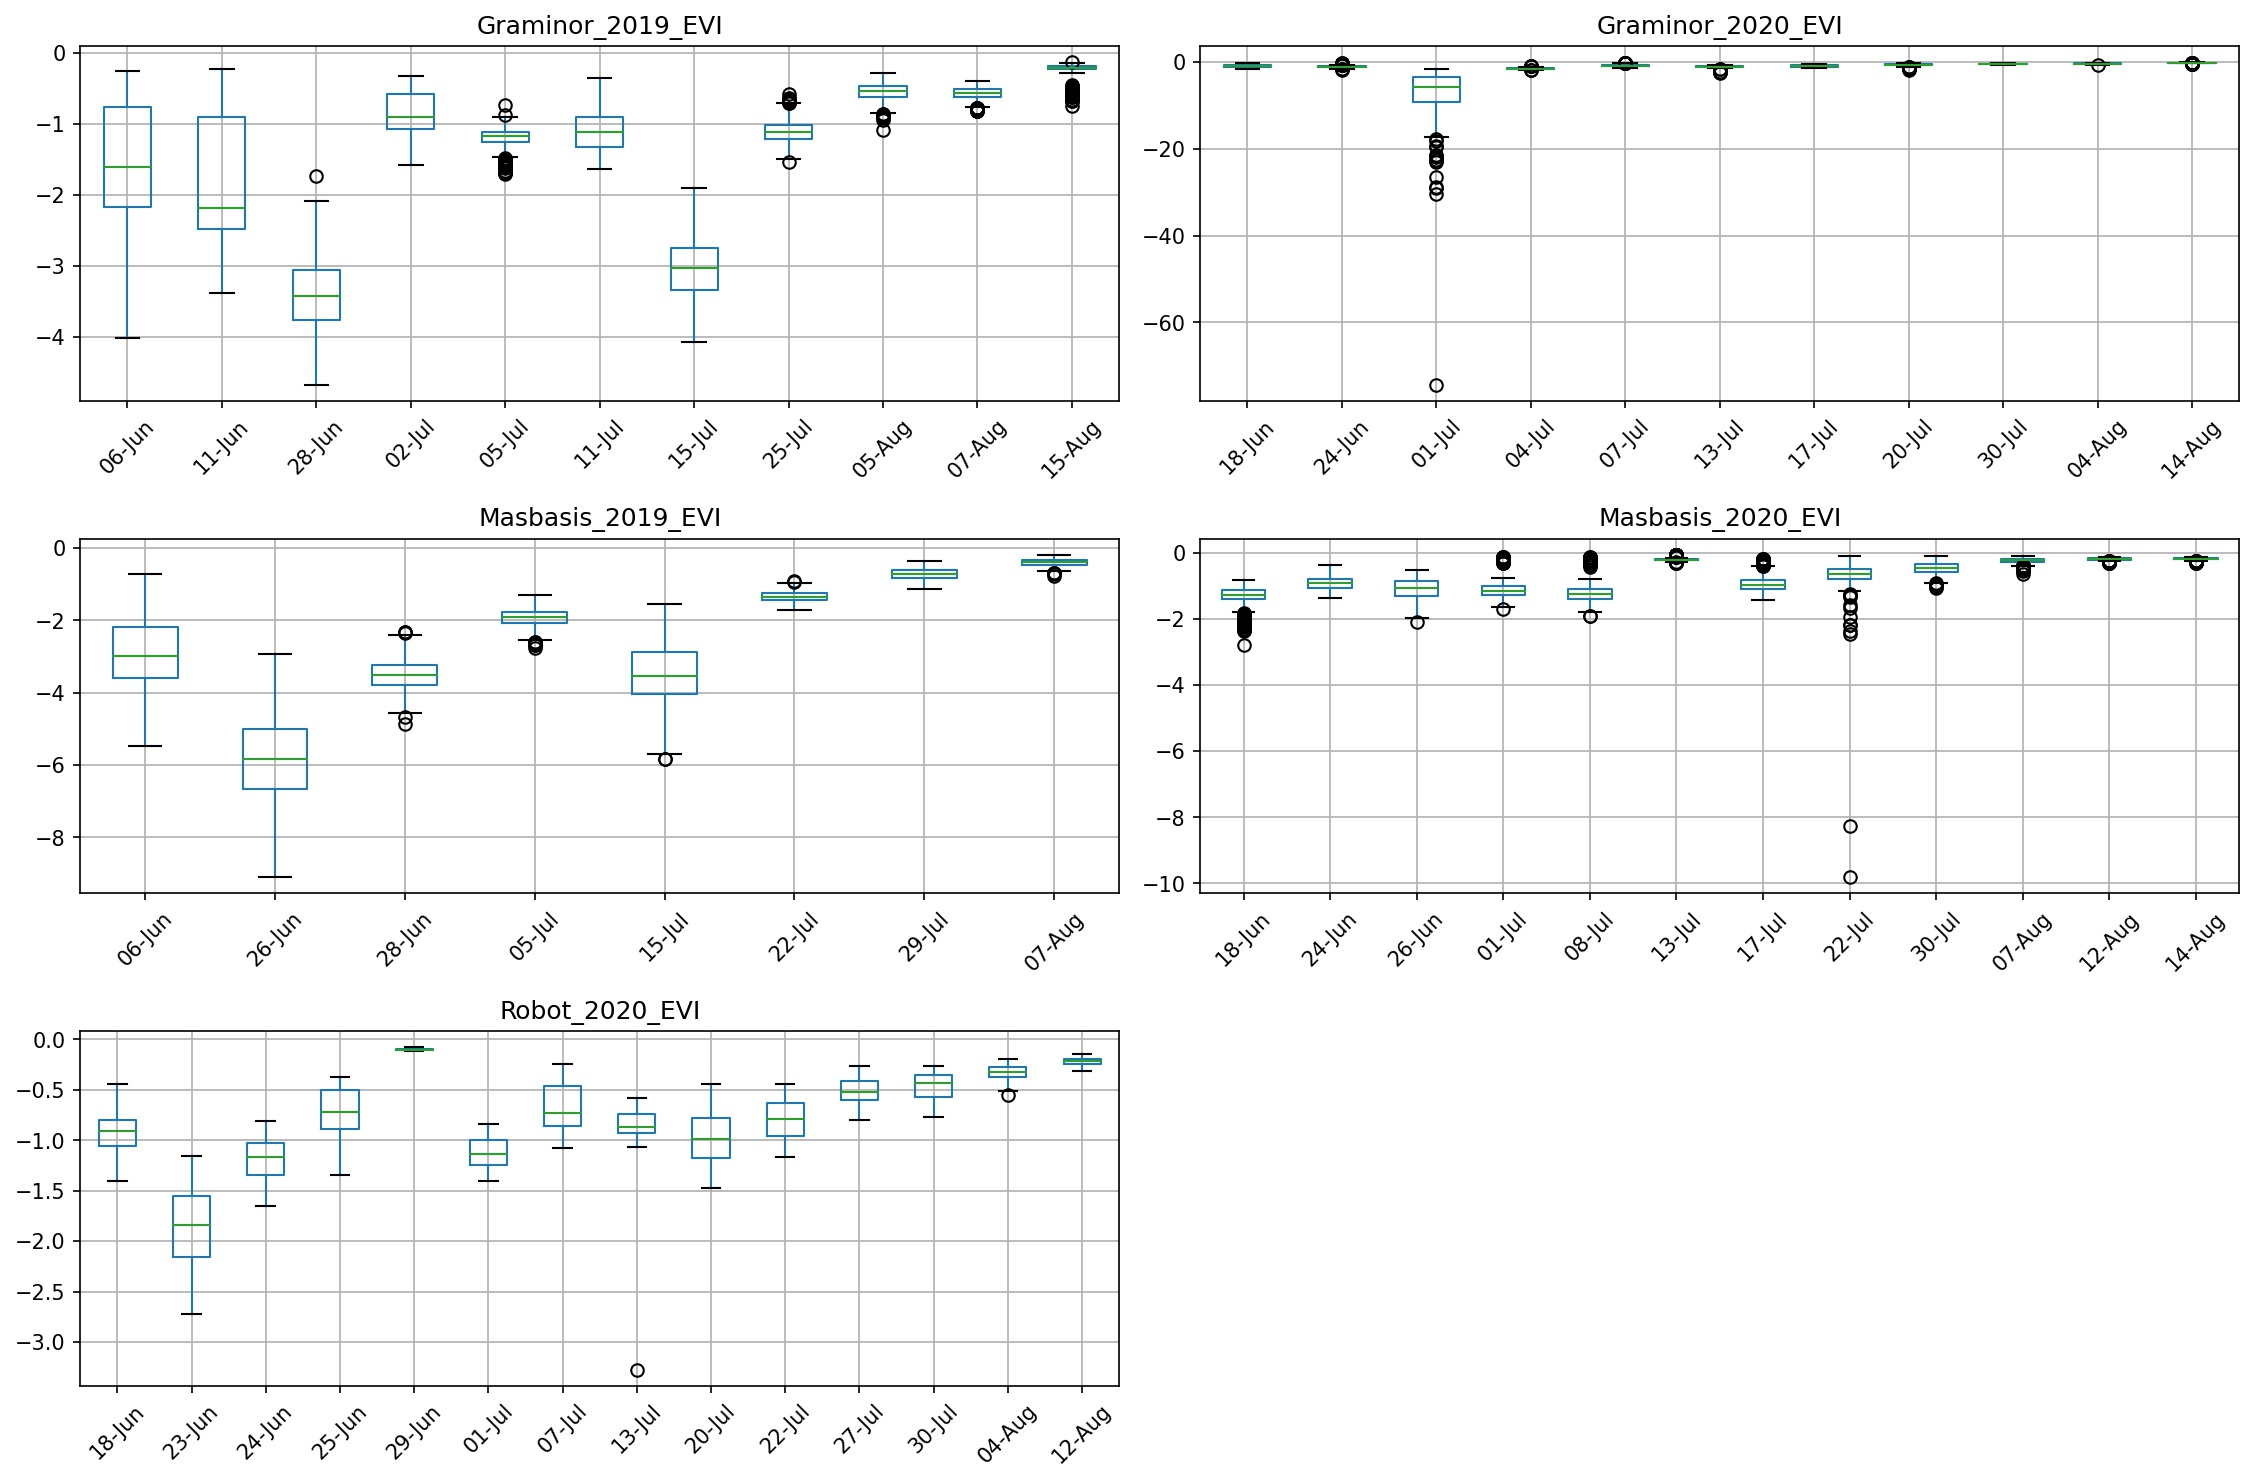 Graminor_2019_EVI
0
−1
−2
−3
−4
06-Jun 11-Jun 28-Jun 02-Jul 05-Jul 11-Jul 15-Jul 25-Jul 05-Aug 07-Aug 15-Aug
Graminor_2020_EVI
0
−20
−40
−60
18-Jun 24-Jun 01-Jul 04-Jul 07-Jul 13-Jul 17-Jul 20-Jul 30-Jul 04-Aug 14-Aug
Masbasis_2019_EVI
0
−2
−4
−6
−8
06-Jun 26-Jun 28-Jun 05-Jul 15-Jul 22-Jul 29-Jul 07-Aug
Masbasis_2020_EVI
0
−2
−4
−6
−8
−10
18-Jun 24-Jun 26-Jun 01-Jul 08-Jul 13-Jul 17-Jul 22-Jul 30-Jul 07-Aug 12-Aug 14-Aug
Robot_2020_EVI
0.0
−0.5
−1.0
−1.5
−2.0
−2.5
−3.0
18-Jun 23-Jun 24-Jun 25-Jun 29-Jun 01-Jul 07-Jul 13-Jul 20-Jul 22-Jul 27-Jul 30-Jul 04-Aug 12-Aug